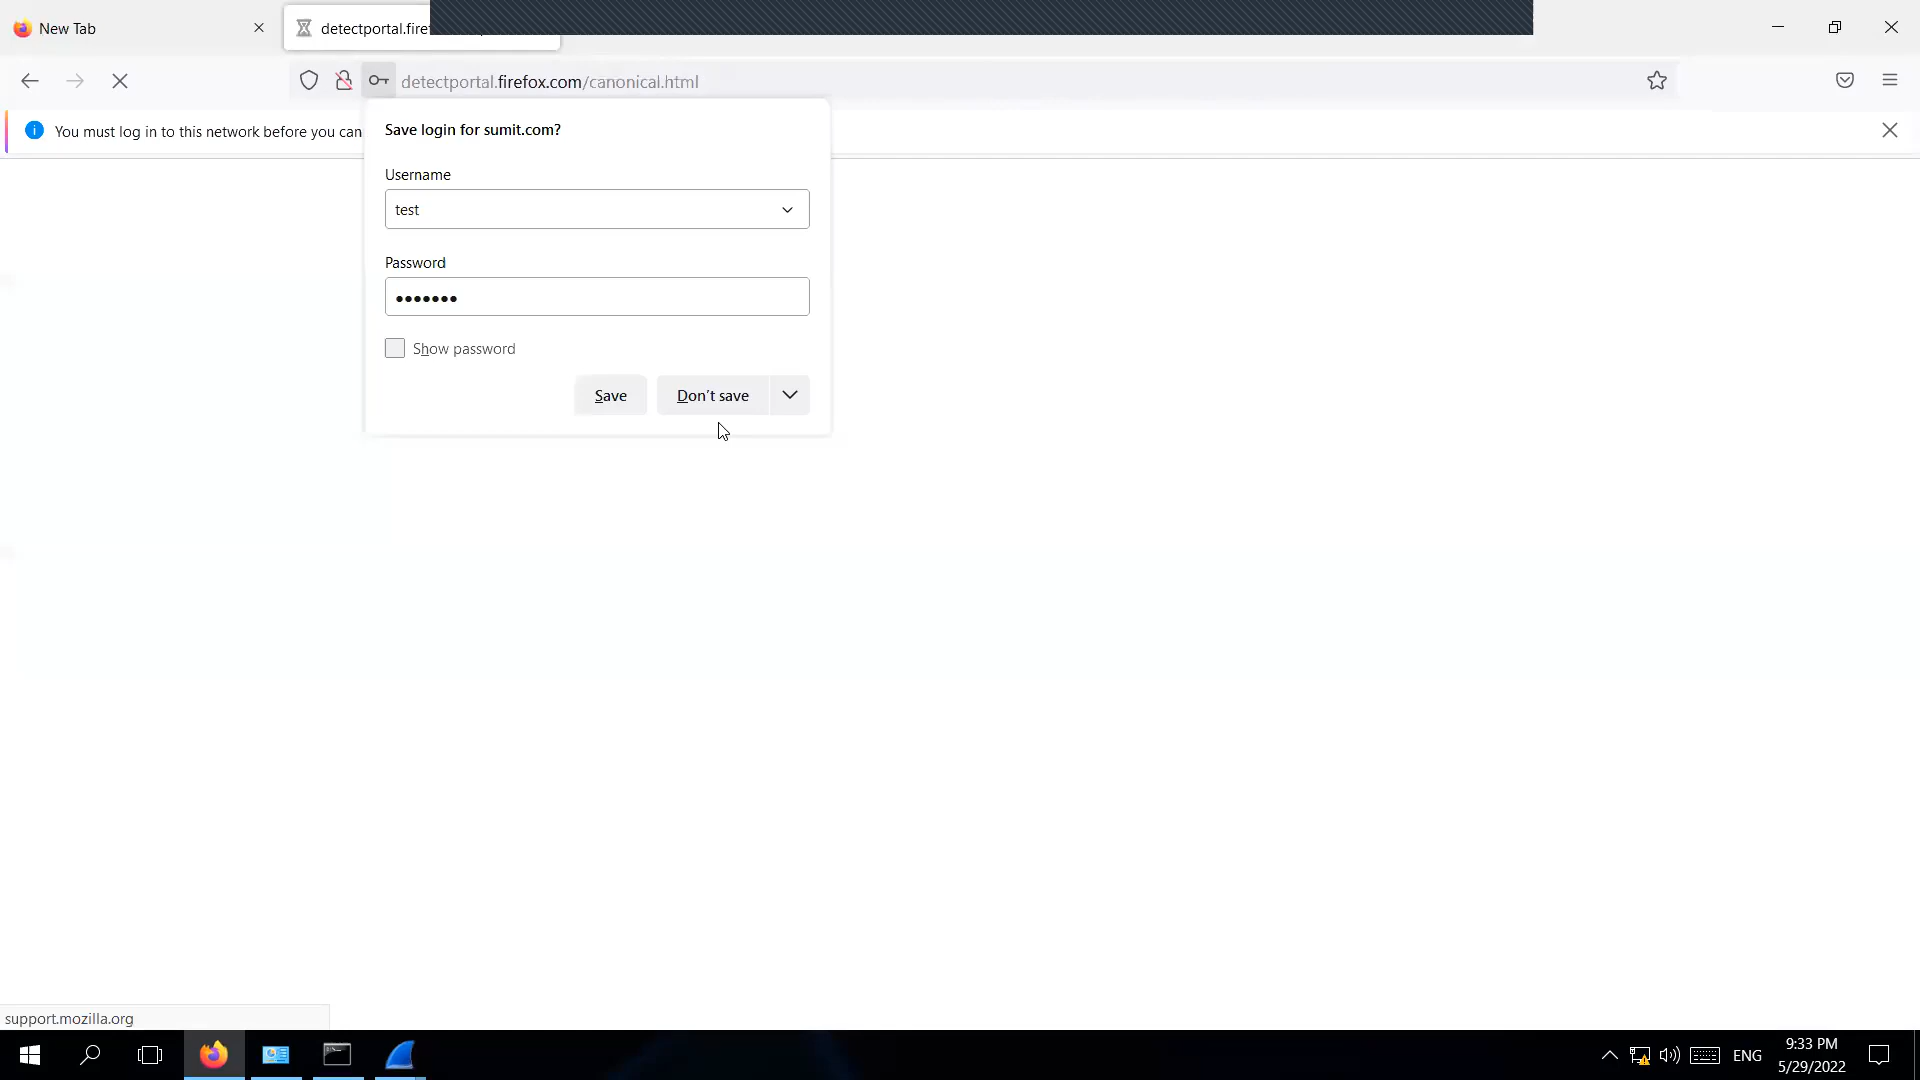 New Tab
detectportal.fire
detectportal.firefox.com/canonical.html
You must log in to this network before you can
Save login for sumit.com?
Username
test
Password
•••••••
Show password
Save
Don't save
support.mozilla.org
ENG
9:33 PM
5/29/2022